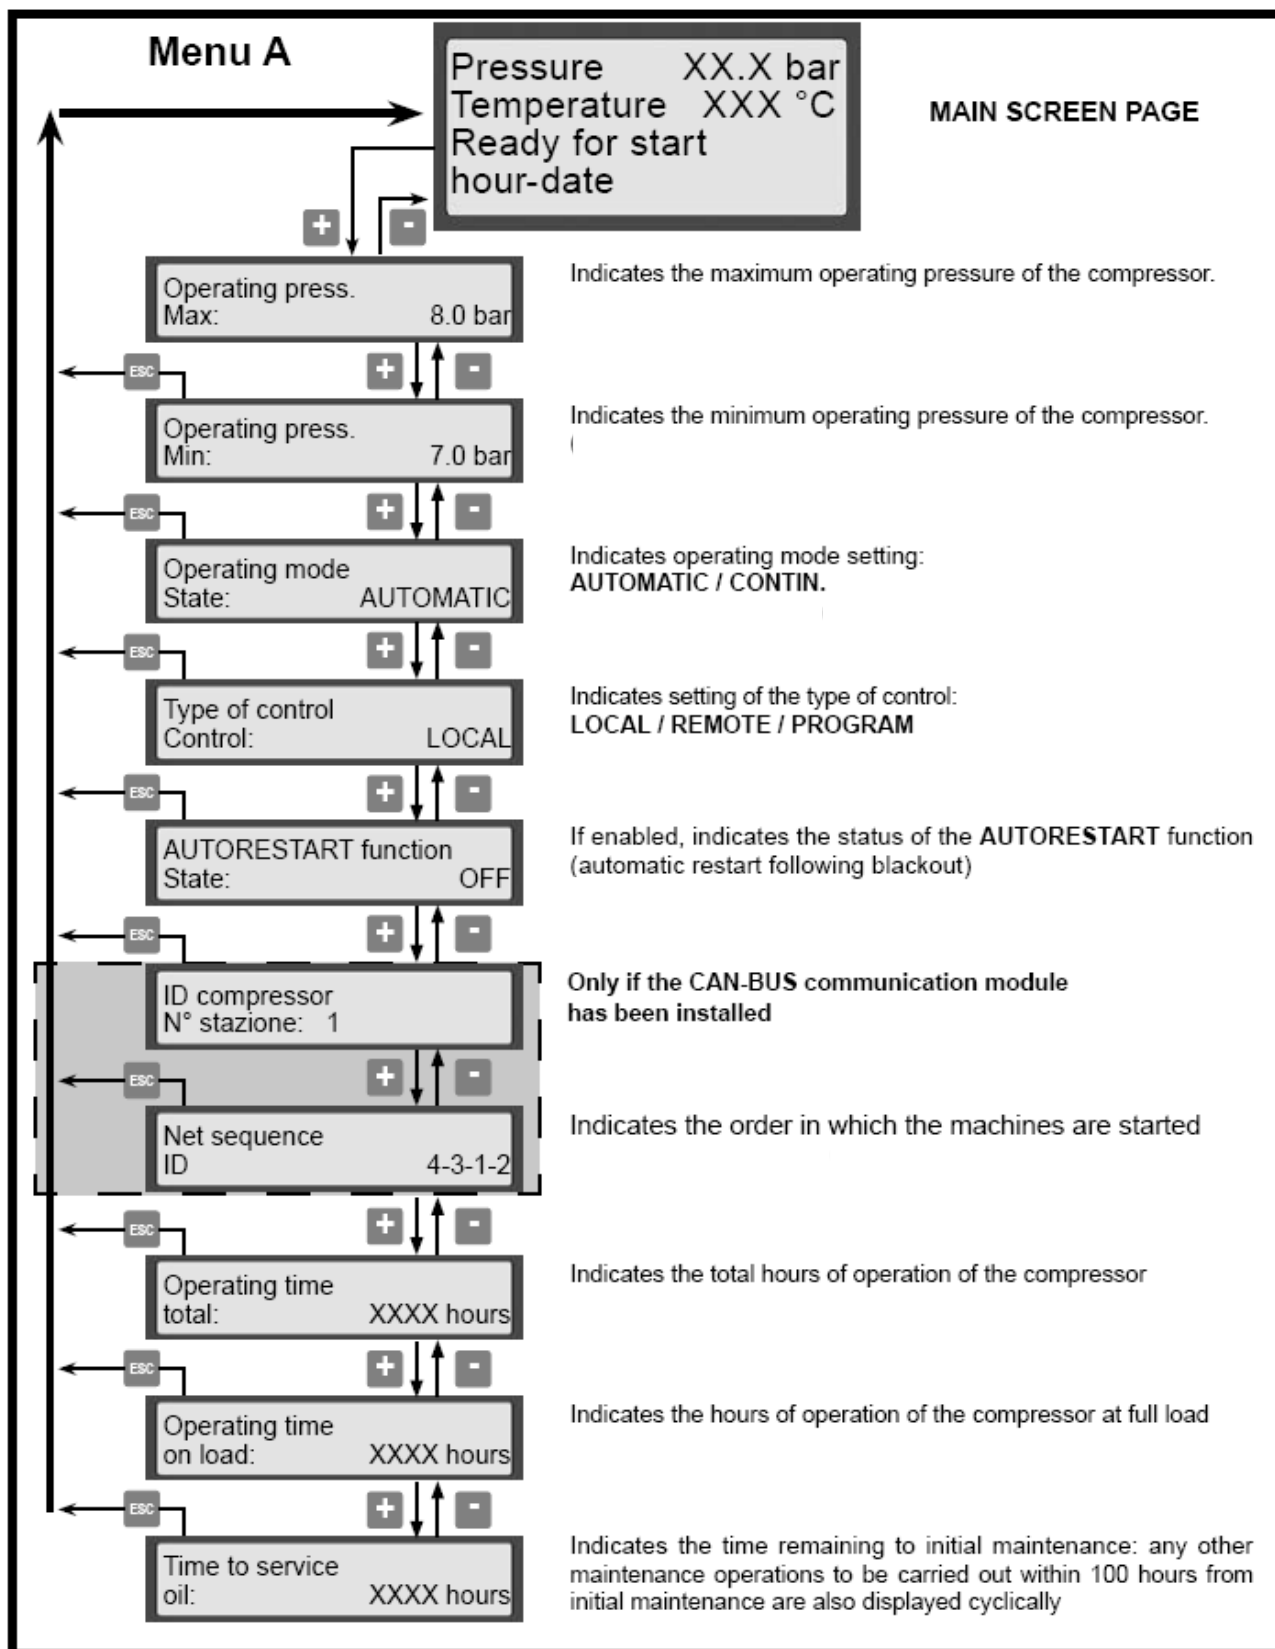 Menu A
Pressure XX.X bar
Temperature XXX °C
Ready for start
hour-date
MAIN SCREEN PAGE
+ -
Operating press.
Max: 8.0 bar
Indicates the maximum operating pressure of the compressor.
ESC + -
Operating press.
Min: 7.0 bar
Indicates the minimum operating pressure of the compressor.
(
ESC + -
Operating mode
State: AUTOMATIC
Indicates operating mode setting:
AUTOMATIC / CONTIN.
ESC + -
Type of control
Control: LOCAL
Indicates setting of the type of control:
LOCAL / REMOTE / PROGRAM
ESC + -
AUTORESTART function
State: OFF
If enabled, indicates the status of the AUTORESTART function
(automatic restart following blackout)
ESC + -
ID compressor
N° stazione: 1
Only if the CAN-BUS communication module
has been installed
ESC + -
Net sequence
ID 4-3-1-2
Indicates the order in which the machines are started
ESC + -
Operating time
total: XXXX hours
Indicates the total hours of operation of the compressor
ESC + -
Operating time
on load: XXXX hours
Indicates the hours of operation of the compressor at full load
ESC + -
Time to service
oil: XXXX hours
Indicates the time remaining to initial maintenance: any other
maintenance operations to be carried out within 100 hours from
initial maintenance are also displayed cyclically